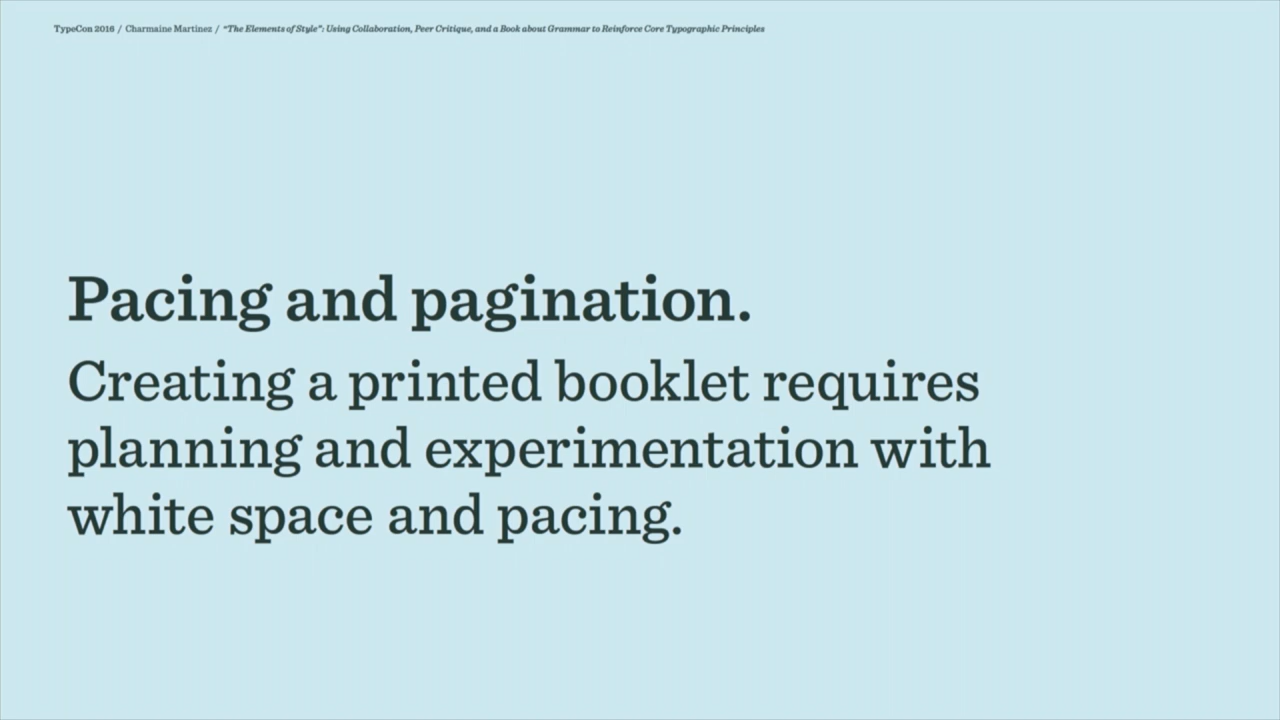 TypeCon 2016 / Charmaine Martinez / “The Elements of Style”: Using Collaboration, Peer Critique, and a Book about Grammar to Reinforce Core Typographic Principles
Pacing and pagination.
Creating a printed booklet requires
planning and experimentation with
white space and pacing.